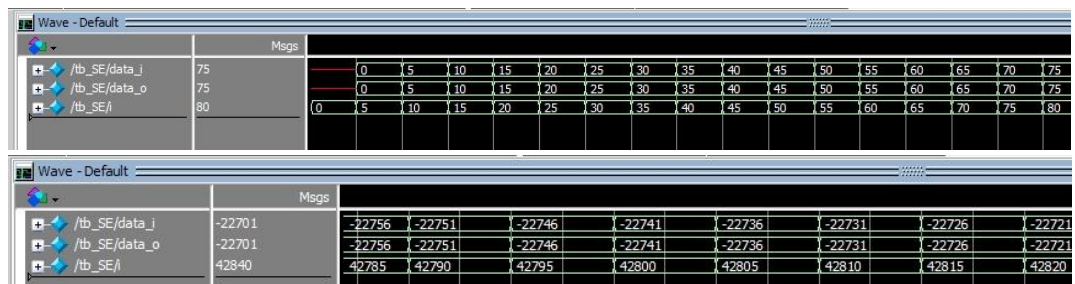 Wave - Default
Msgs
/tb_SE/data_i 75 0 5 10 15 20 25 30 35 40 45 50 55 60 65 70 75
/tb_SE/data_o 75 0 5 10 15 20 25 30 35 40 45 50 55 60 65 70 75
/tb_SE/i 80 0 5 10 15 20 25 30 35 40 45 50 55 60 65 70 75 80
Wave - Default
Msgs
/tb_SE/data_i -22701 -22756 -22751 -22746 -22741 -22736 -22731 -22726 -22721
/tb_SE/data_o -22701 -22756 -22751 -22746 -22741 -22736 -22731 -22726 -22721
/tb_SE/i 42840 42785 42790 42795 42800 42805 42810 42815 42820